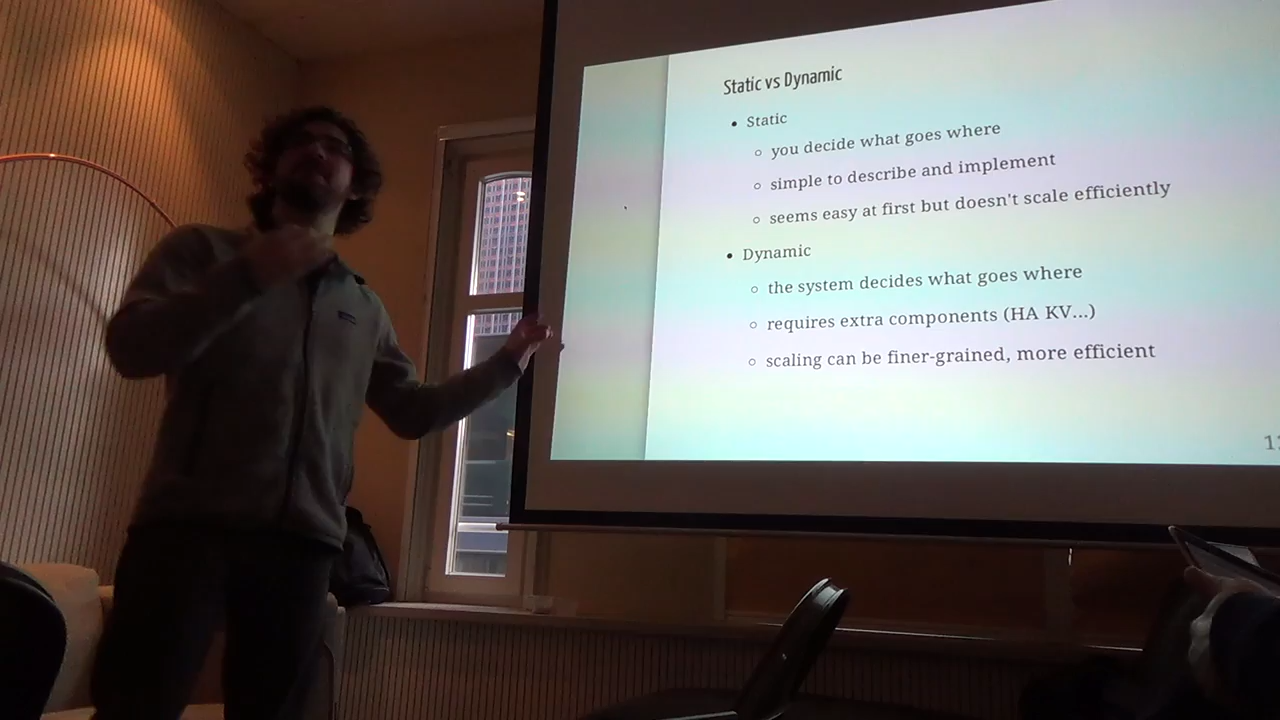 Static vs Dynamic
• Static
◦ you decide what goes where
◦ simple to describe and implement
◦ seems easy at first but doesn't scale efficiently
• Dynamic
◦ the system decides what goes where
◦ requires extra components (HA KV...)
◦ scaling can be finer-grained, more efficient